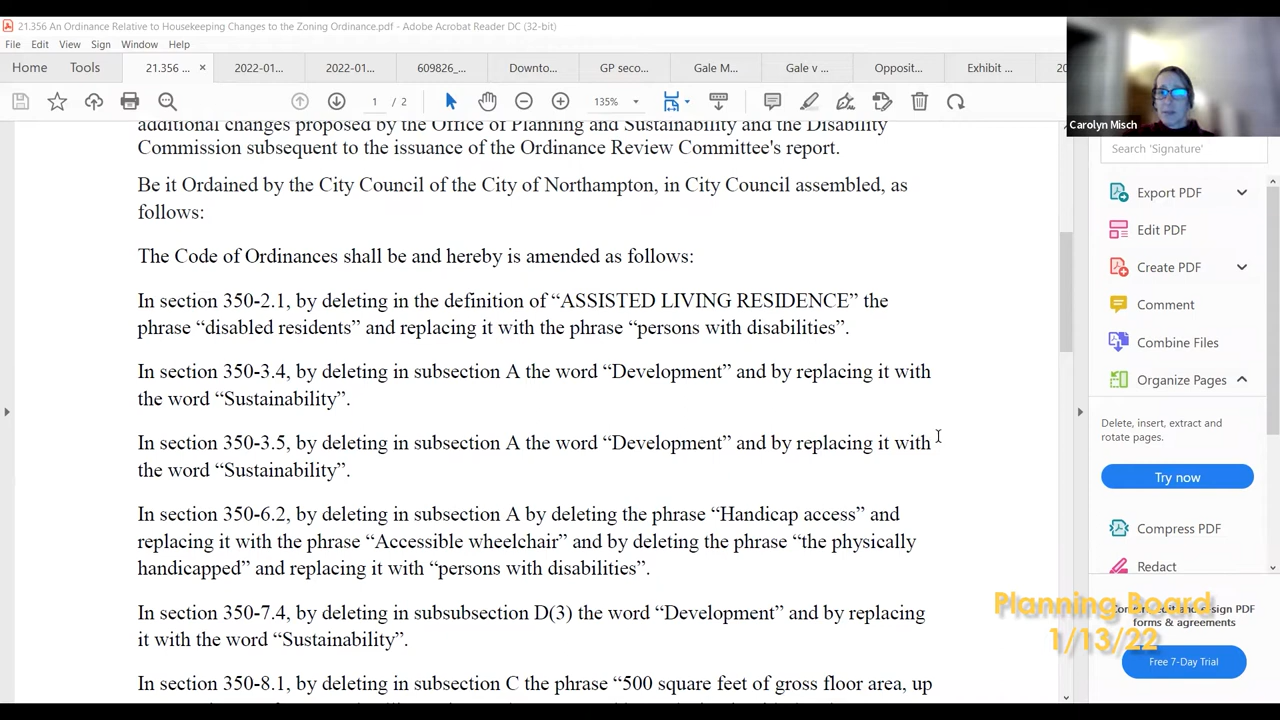 21.356 An Ordinance Relative to Housekeeping Changes to the Zoning Ordinance.pdf - Adobe Acrobat Reader DC (32-bit)
File Edit View Sign Window Help
Home Tools 21.356 ... × 2022-01... 2022-01... 609826_... Downto... GP seco... Gale M... Gale v ... Opposit... Exhibit ... 20
1 / 2 135%
Carolyn Misch
additional changes proposed by the Office of Planning and Sustainability and the Disability
Commission subsequent to the issuance of the Ordinance Review Committee's report.
Be it Ordained by the City Council of the City of Northampton, in City Council assembled, as
follows:
The Code of Ordinances shall be and hereby is amended as follows:
In section 350-2.1, by deleting in the definition of “ASSISTED LIVING RESIDENCE” the
phrase “disabled residents” and replacing it with the phrase “persons with disabilities”.
In section 350-3.4, by deleting in subsection A the word “Development” and by replacing it with
the word “Sustainability”.
In section 350-3.5, by deleting in subsection A the word “Development” and by replacing it with
the word “Sustainability”.
In section 350-6.2, by deleting in subsection A by deleting the phrase “Handicap access” and
replacing it with the phrase “Accessible wheelchair” and by deleting the phrase “the physically
handicapped” and replacing it with “persons with disabilities”.
In section 350-7.4, by deleting in subsubsection D(3) the word “Development” and by replacing
it with the word “Sustainability”.
In section 350-8.1, by deleting in subsection C the phrase “500 square feet of gross floor area, up
Search 'Signature'
Export PDF
Edit PDF
Create PDF
Comment
Combine Files
Organize Pages
Delete, insert, extract and
rotate pages.
Try now
Compress PDF
Redact
Planning Board
1/13/22
edit and sign PDF
forms & agreements
Free 7-Day Trial